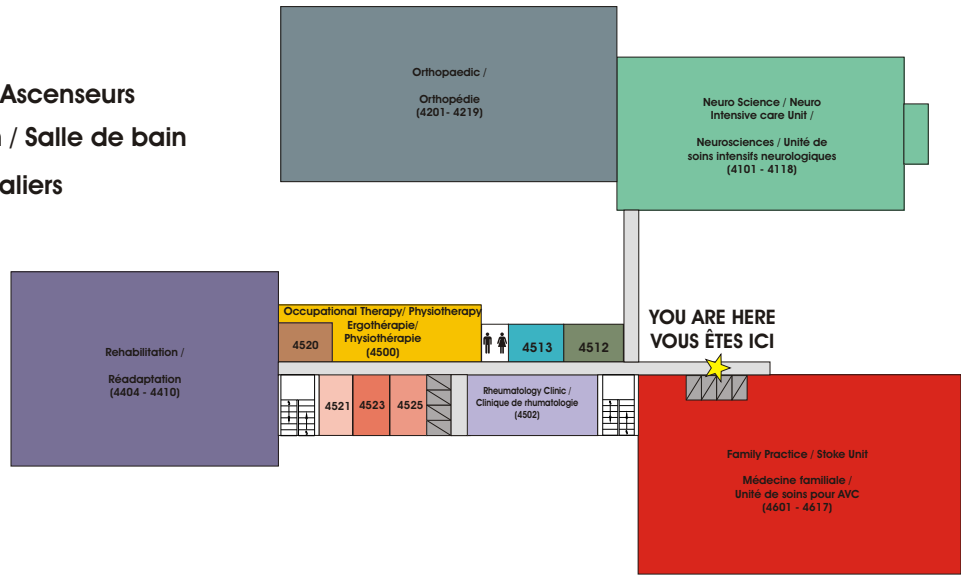 Ascenseurs
/ Salle de bain
aliers
Orthopaedic /
Orthopédie
(4201- 4219)
Neuro Science / Neuro
Intensive care Unit /
Neurosciences / Unité de
soins intensifs neurologiques
(4101 - 4118)
YOU ARE HERE
VOUS ÊTES ICI
Rehabilitation /
Réadaptation
(4404 - 4410)
Occupational Therapy/ Physiotherapy
Ergothérapie/
Physiothérapie
(4500)
4520
4513
4512
4521
4523
4525
Rheumatology Clinic /
Clinique de rhumatologie
(4502)
Family Practice / Stoke Unit
Médecine familiale /
Unité de soins pour AVC
(4601 - 4617)